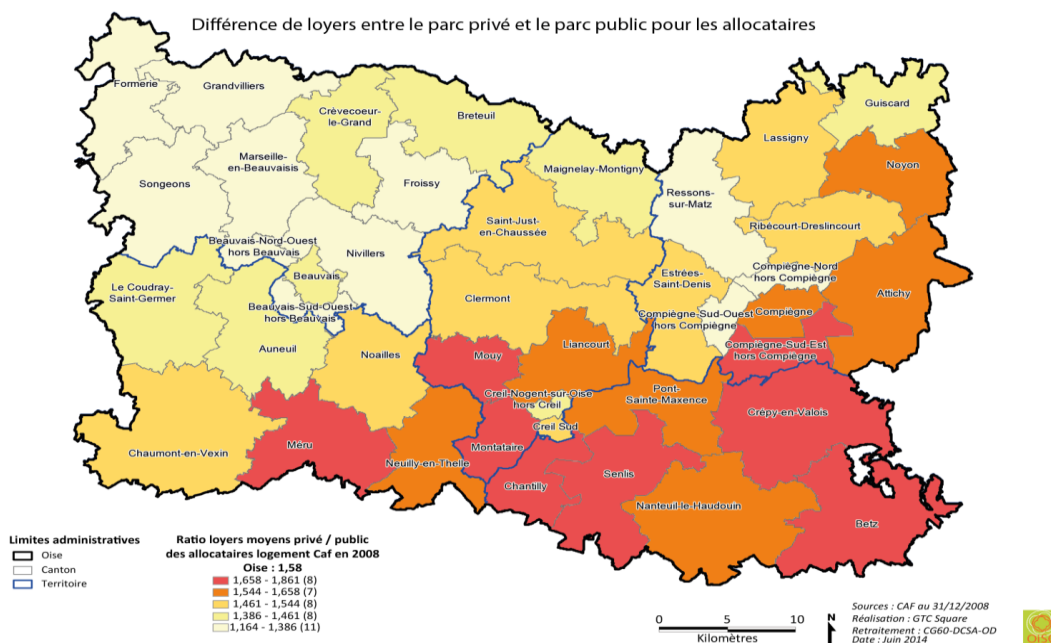 Différence de loyers entre le parc privé et le parc public pour les allocataires
Formerie
Grandvilliers
Crévecoeur-
le-Grand
Breteuil
Guiscard
Lassigny
Noyon
Marseille-
en-Beauvaisis
Songeons
Froissy
Maignelay-Montigny
Ressons-
sur-Matz
Saint-Just-
en-Chaussée
Ribécourt-Dreslincourt
Beauvais-Nord-Ouest
hors Beauvais
Nivillers
Beauvais
Estrées-
Saint-Denis
Compiègne-Nord
hors Compiègne
Attichy
Le Coudray-
Saint-Germer
Clermont
Beauvais-Sud-Ouest
hors Beauvais
Compiègne-Sud-Ouest
hors Compiègne
Compiègne
Auneuil
Noailles
Mouy
Liancourt
Compiègne-Sud-Est
hors Compiègne
Creil-Nogent-sur-Oise
hors Creil
Pont-
Sainte-Maxence
Crépy-en-Valois
Creil Sud
Chaumont-en-Vexin
Méru
Neuilly-en-Thelle
Montataire
Chantilly
Senlis
Nanteuil-le-Haudouin
Betz
Limites administratives
Oise
Canton
Territoire
Ratio loyers moyens privé / public
des allocataires logement Caf en 2008
Oise : 1,58
1,658 - 1,861 (8)
1,544 - 1,658 (7)
1,461 - 1,544 (8)
1,386 - 1,461 (8)
1,164 - 1,386 (11)
0 5 10
Kilomètres
N
Sources : CAF au 31/12/2008
Réalisation : GTC Square
Retraitement : CG60-DCSA-OD
Date : Juin 2014
OISE